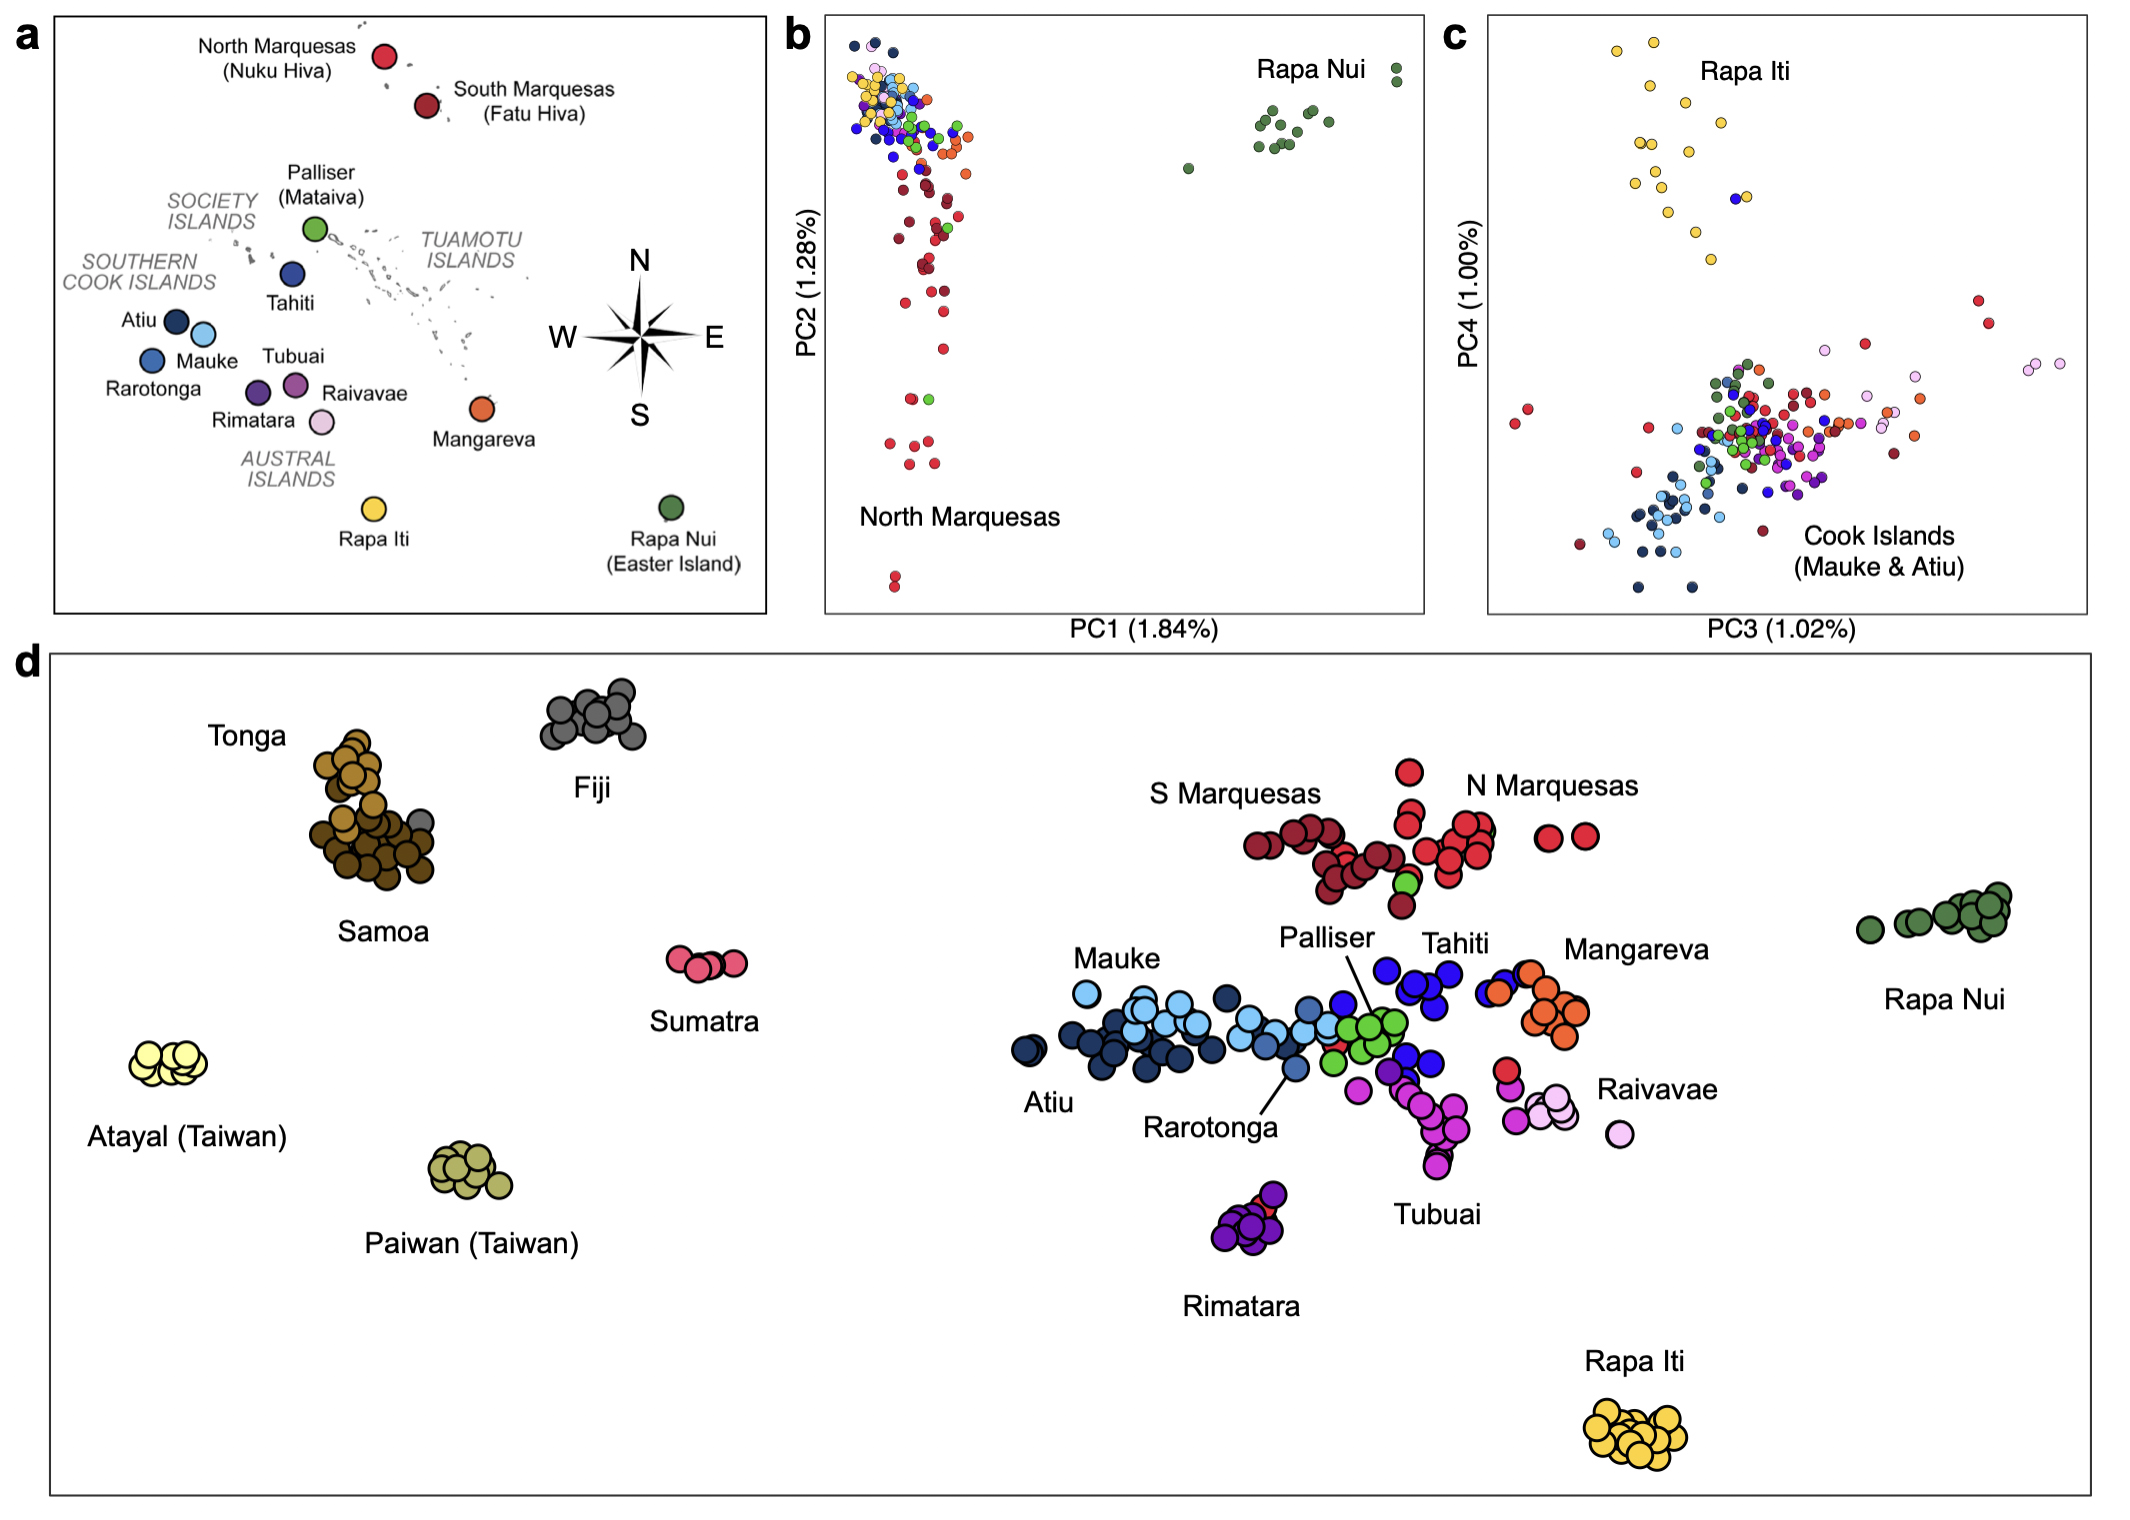 a
North Marquesas
(Nuku Hiva)
South Marquesas
(Fatu Hiva)
Palliser
(Mataiva)
SOCIETY
ISLANDS
TUAMOTU
ISLANDS
SOUTHERN
COOK ISLANDS
Tahiti
Atiu
Mauke
Rarotonga
Tubuai
Raivavae
Rimatara
Mangareva
AUSTRAL
ISLANDS
Rapa Iti
Rapa Nui
(Easter Island)
N
W
E
S
b
Rapa Nui
PC2 (1.28%)
North Marquesas
PC1 (1.84%)
c
Rapa Iti
PC4 (1.00%)
Cook Islands
(Mauke & Atiu)
PC3 (1.02%)
d
Tonga
Fiji
Samoa
Sumatra
Atayal (Taiwan)
Paiwan (Taiwan)
S Marquesas
N Marquesas
Palliser
Tahiti
Mangareva
Mauke
Rapa Nui
Atiu
Rarotonga
Raivavae
Tubuai
Rimatara
Rapa Iti